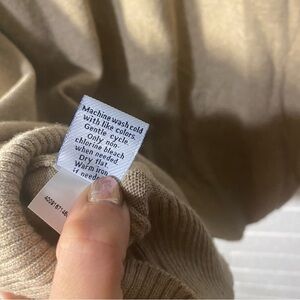 Machine wash cold
with like colors.
Gentle cycle.
Only non-
chlorine bleach
when needed.
Dry flat.
Warm iron
if needed